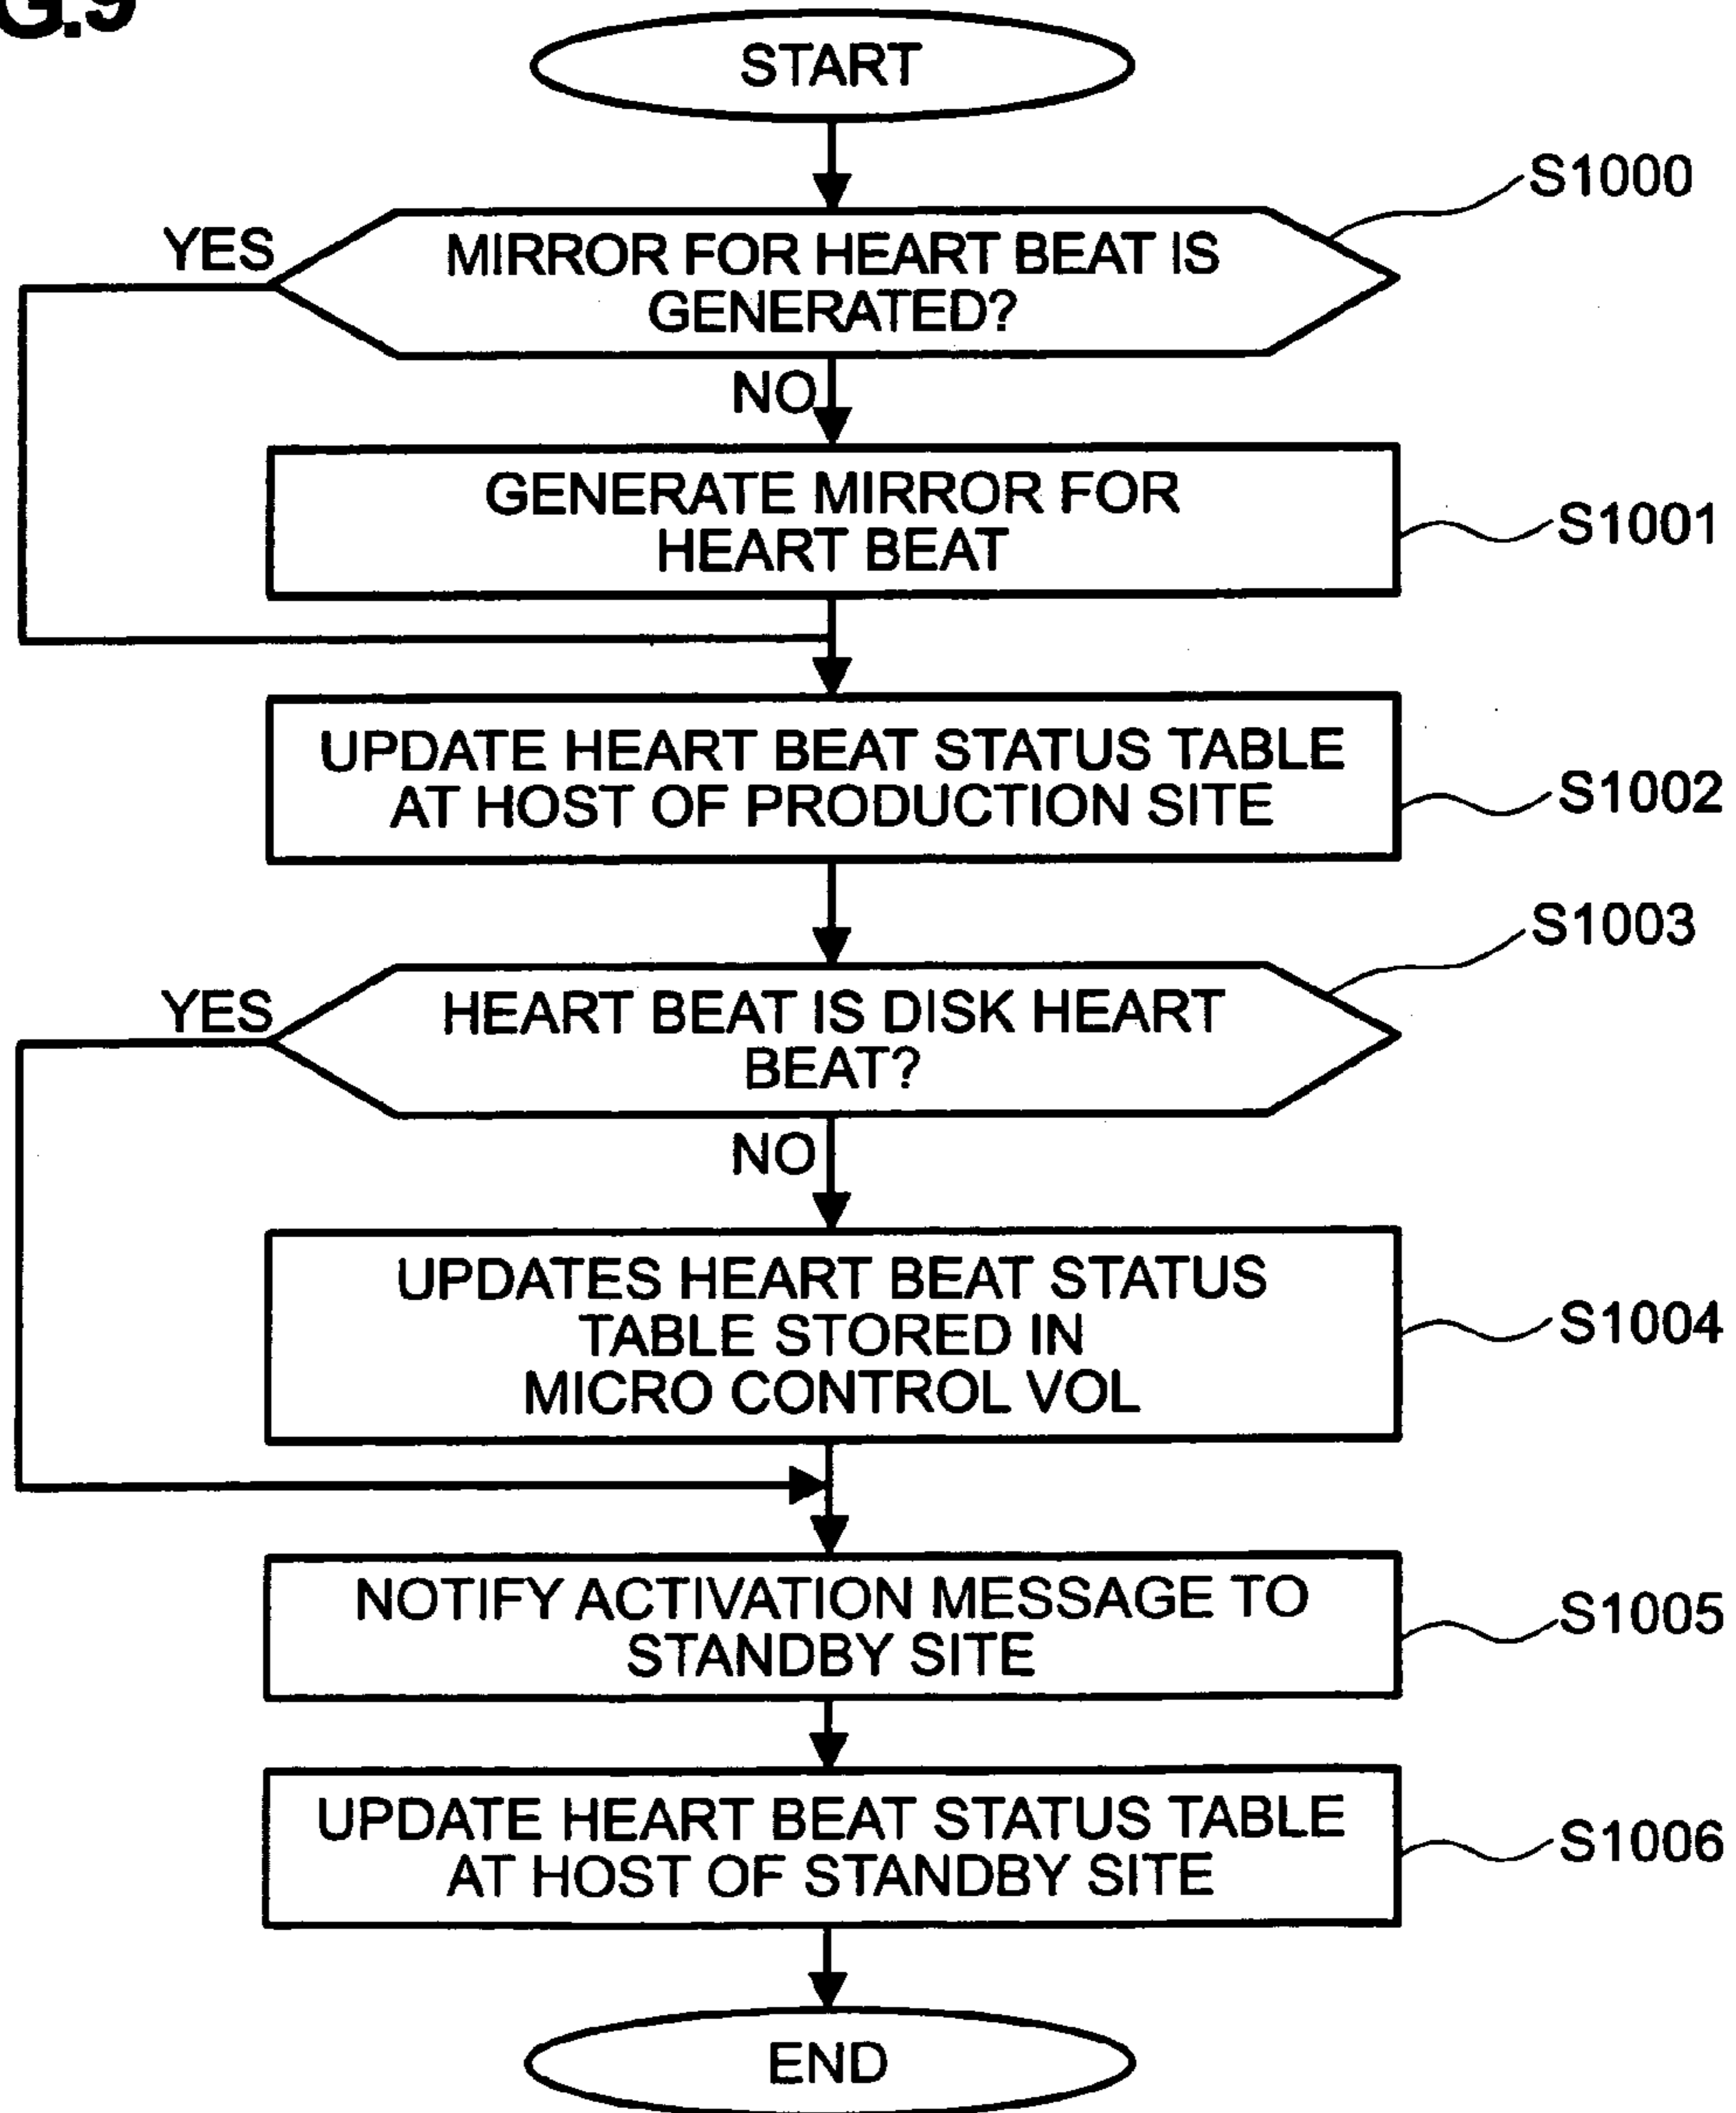 G.9
START
S1000
YES
MIRROR FOR HEART BEAT IS
GENERATED?
NO
GENERATE MIRROR FOR
HEART BEAT
S1001
UPDATE HEART BEAT STATUS TABLE
AT HOST OF PRODUCTION SITE
S1002
S1003
YES
HEART BEAT IS DISK HEART
BEAT?
NO
UPDATES HEART BEAT STATUS
TABLE STORED IN
MICRO CONTROL VOL
S1004
NOTIFY ACTIVATION MESSAGE TO
STANDBY SITE
S1005
UPDATE HEART BEAT STATUS TABLE
AT HOST OF STANDBY SITE
S1006
END